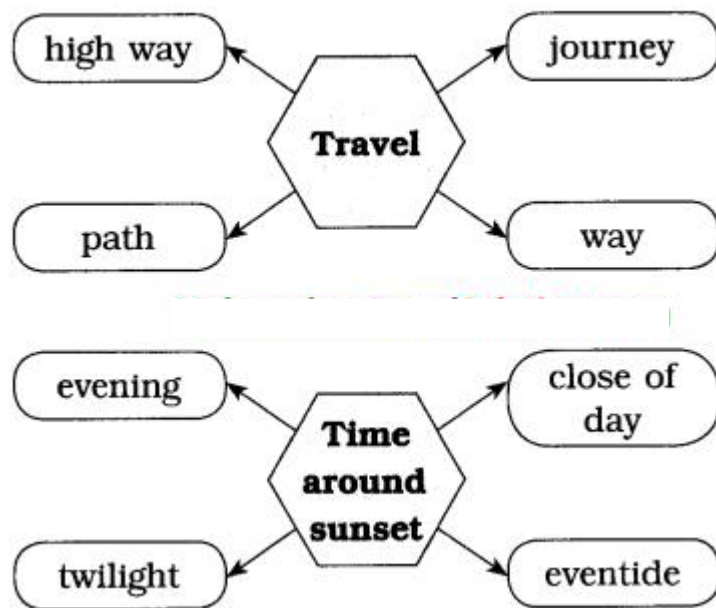 high way
journey
Travel
path
way
evening
close of
day
Time
around
sunset
twilight
eventide